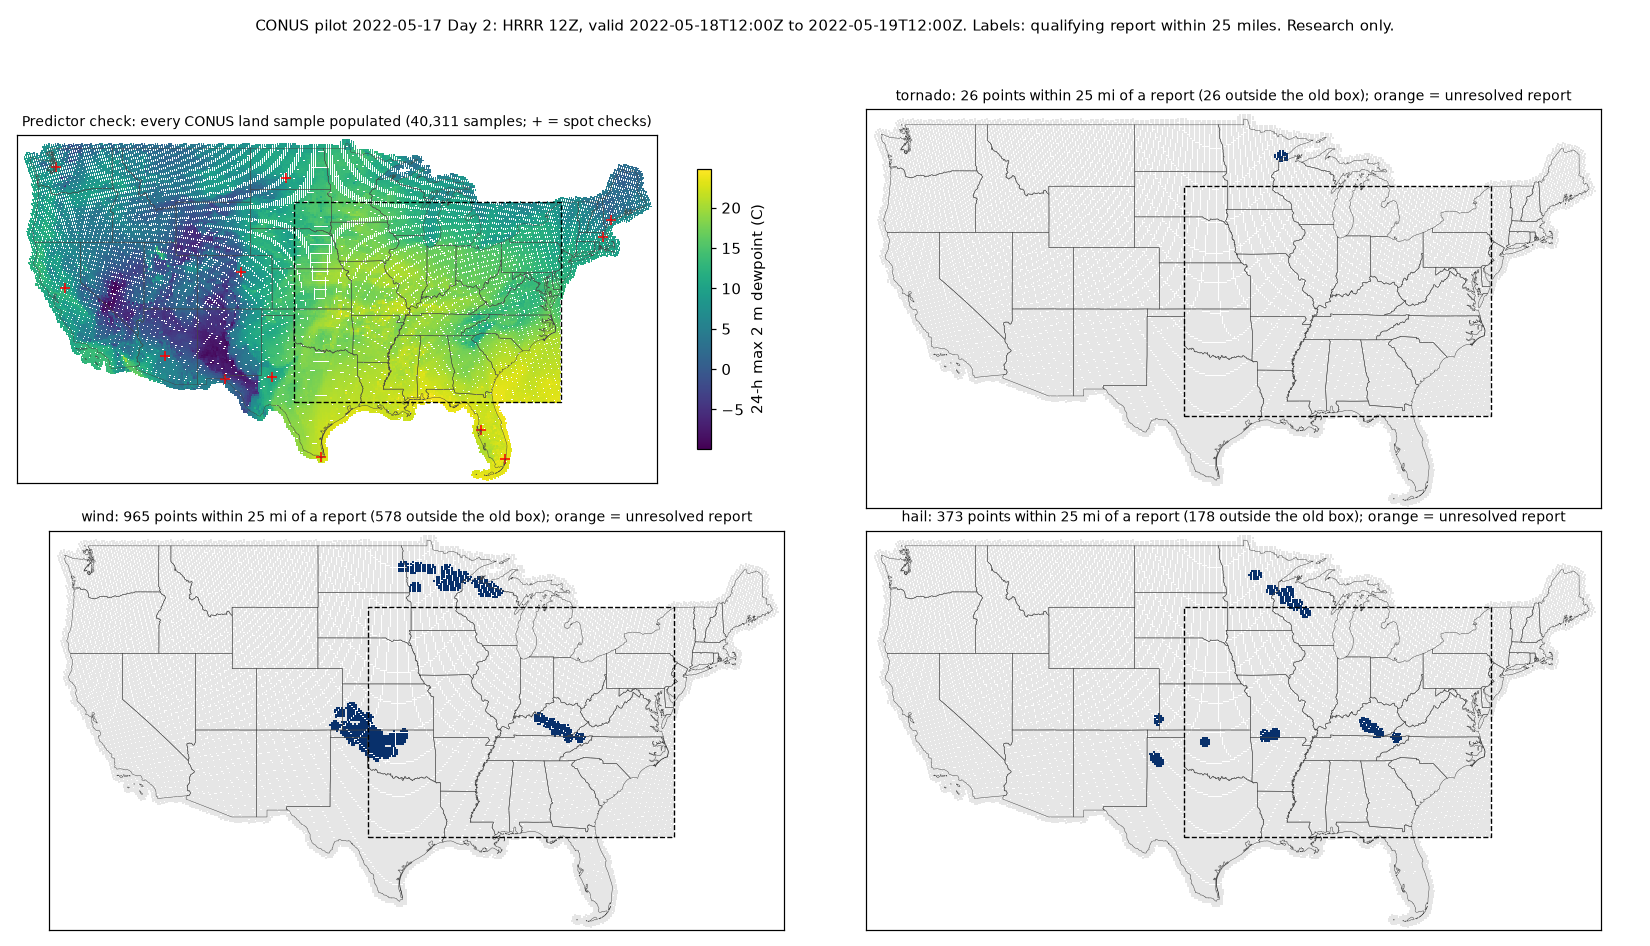 CONUS pilot 2022-05-17 Day 2: HRRR 12Z, valid 2022-05-18T12:00Z to 2022-05-19T12:00Z. Labels: qualifying report within 25 miles. Research only.
Predictor check: every CONUS land sample populated (40,311 samples; + = spot checks)
20
15
10
5
0
−5
24-h max 2 m dewpoint (C)
tornado: 26 points within 25 mi of a report (26 outside the old box); orange = unresolved report
wind: 965 points within 25 mi of a report (578 outside the old box); orange = unresolved report
hail: 373 points within 25 mi of a report (178 outside the old box); orange = unresolved report